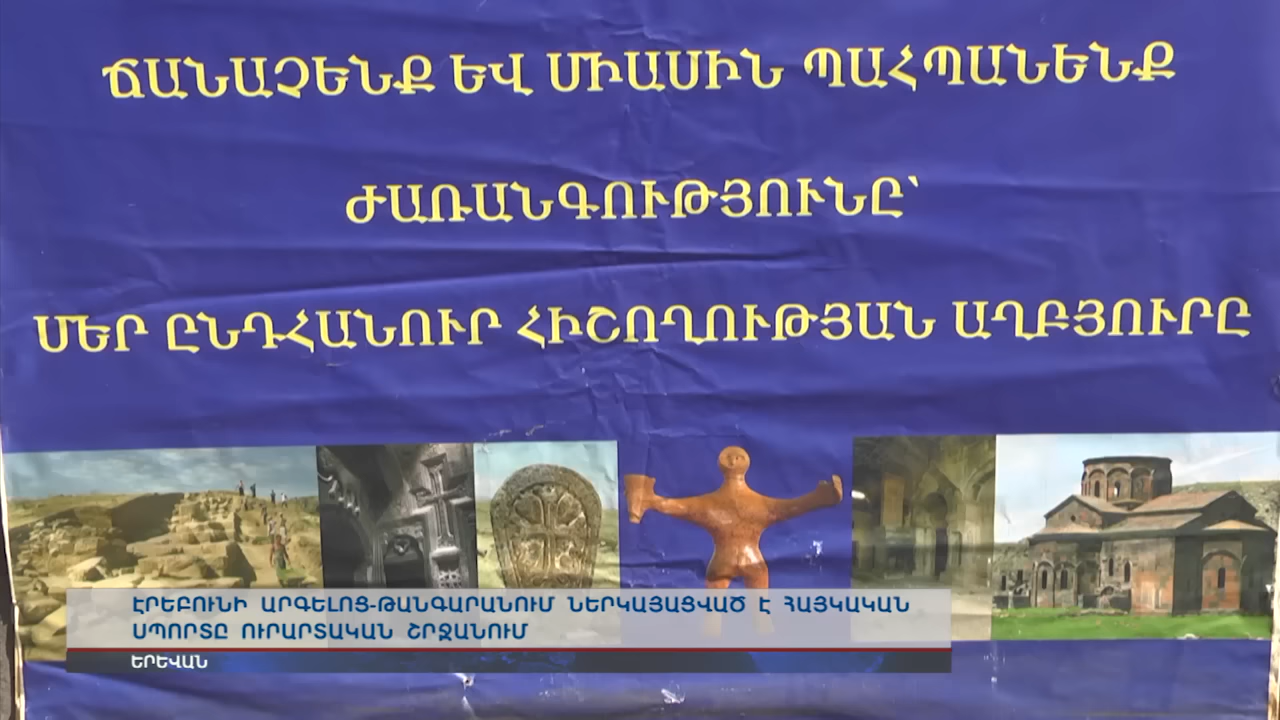 ՃԱՆԱՉԵՆՔ ԵՎ ՄԻԱՍԻՆ ՊԱՀՊԱՆԵՆՔ
ԺԱՌԱՆԳՈՒԹՅՈՒՆԸ՝
ՄԵՐ ԸՆԴՀԱՆՈՒՐ ՀԻՇՈՂՈՒԹՅԱՆ ԱՂԲՅՈՒՐԸ
ԷՐԵԲՈՒՆԻ ԱՐԳԵԼՈՑ-ԹԱՆԳԱՐԱՆՈՒՄ ՆԵՐԿԱՅԱՑՎԱԾ Է ՀԱՅԿԱԿԱՆ
ՍՊՈՐՏԸ ՈՒՐԱՐՏԱԿԱՆ ՇՐՋԱՆՈՒՄ
ԵՐԵՎԱՆ